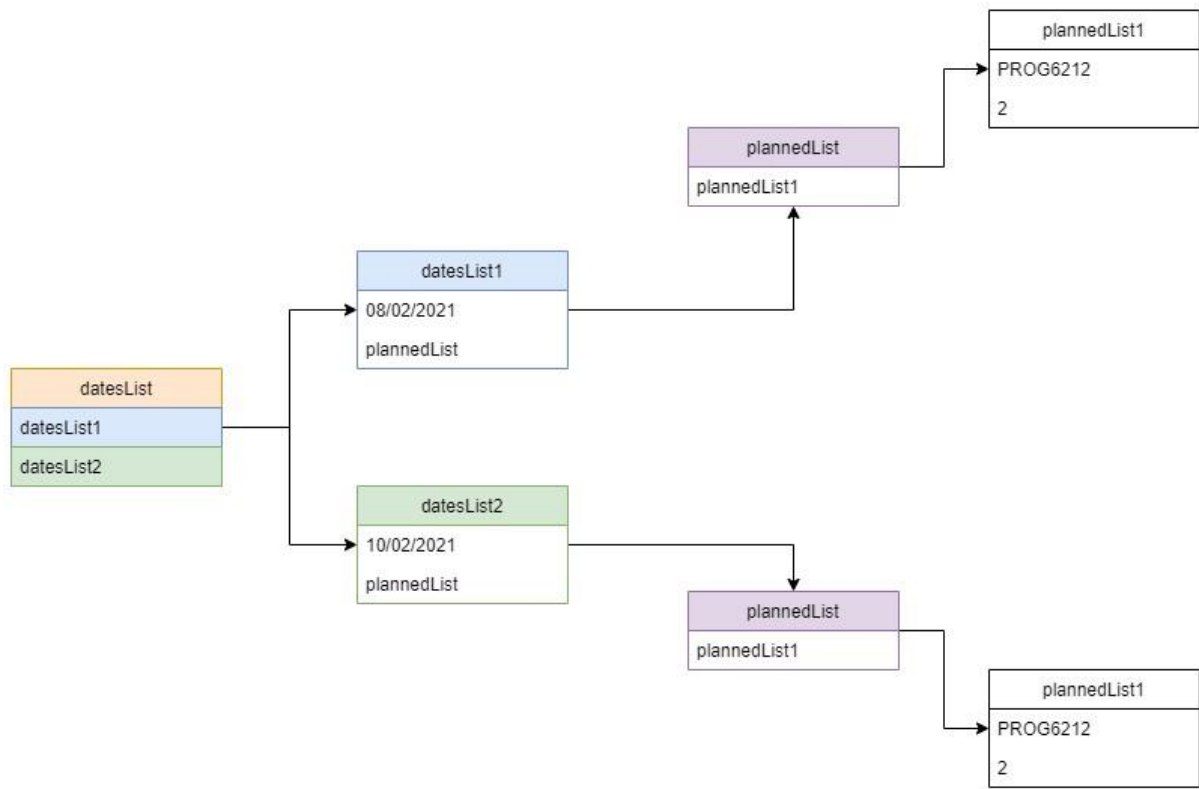 plannedList1
PROG6212
2
plannedList
plannedList1
datesList1
08/02/2021
plannedList
datesList
datesList1
datesList2
datesList2
10/02/2021
plannedList
plannedList
plannedList1
plannedList1
PROG6212
2